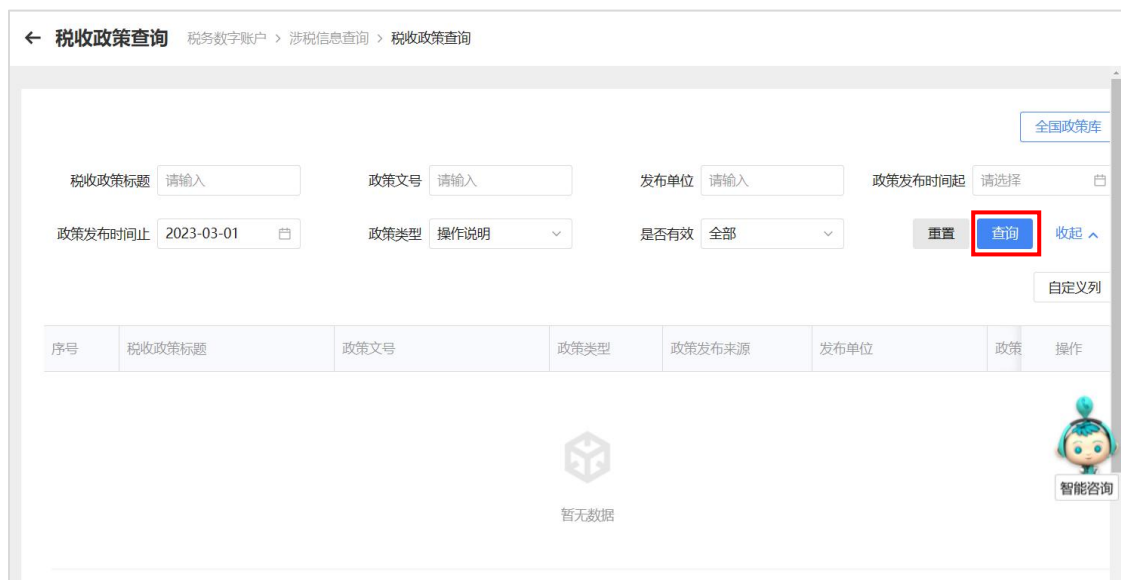 ← 税收政策查询 税务数字账户 > 涉税信息查询 > 税收政策查询
全国政策库
税收政策标题 请输入 政策文号 请输入 发布单位 请输入 政策发布时间起 请选择
政策发布时间止 2023-03-01 政策类型 操作说明 是否有效 全部 重置 查询 收起
自定义列
序号 税收政策标题 政策文号 政策类型 政策发布来源 发布单位 政策 操作
智能咨询
暂无数据